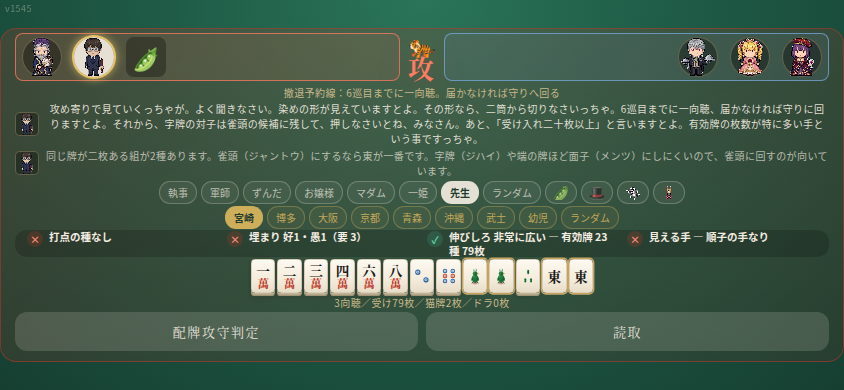 v1545
攻
撤退予約線：6巡目までに一向聴。届かなければ守りへ回る
攻め寄りで見ていくっちゃが。よく聞きなさい。染めの形が見えていますとよ。その形なら、二筒から切りなさいっちゃ。6巡目までに一向聴、届かなければ守りに回
りますとよ。それから、字牌の対子は雀頭の候補に残して、押しなさいとね、みなさん。あと、「受け入れ二十枚以上」と言いますとよ。有効牌の枚数が特に多い手と
いう事ですっちゃ。
同じ牌が二枚ある組が2種あります。雀頭（ジャントウ）にするなら東が一番です。字牌（ジハイ）や端の牌ほど面子（メンツ）にしにくいので、雀頭に回すのが向いて
います。
執事 軍師 ずんだ お嬢様 マダム 一姫 先生 ランダム
宮崎 博多 大阪 京都 青森 沖縄 武士 幼児 ランダム
打点の種なし
埋まり 好1・愚1（要 3）
伸びしろ 非常に広い ─ 有効牌 23
種 79枚
見える手 ─ 順子の手なり
一萬 二萬 三萬 四萬 六萬 八萬 東 東
3向聴／受け79枚／猫牌2枚／ドラ0枚
配牌攻守判定
読取